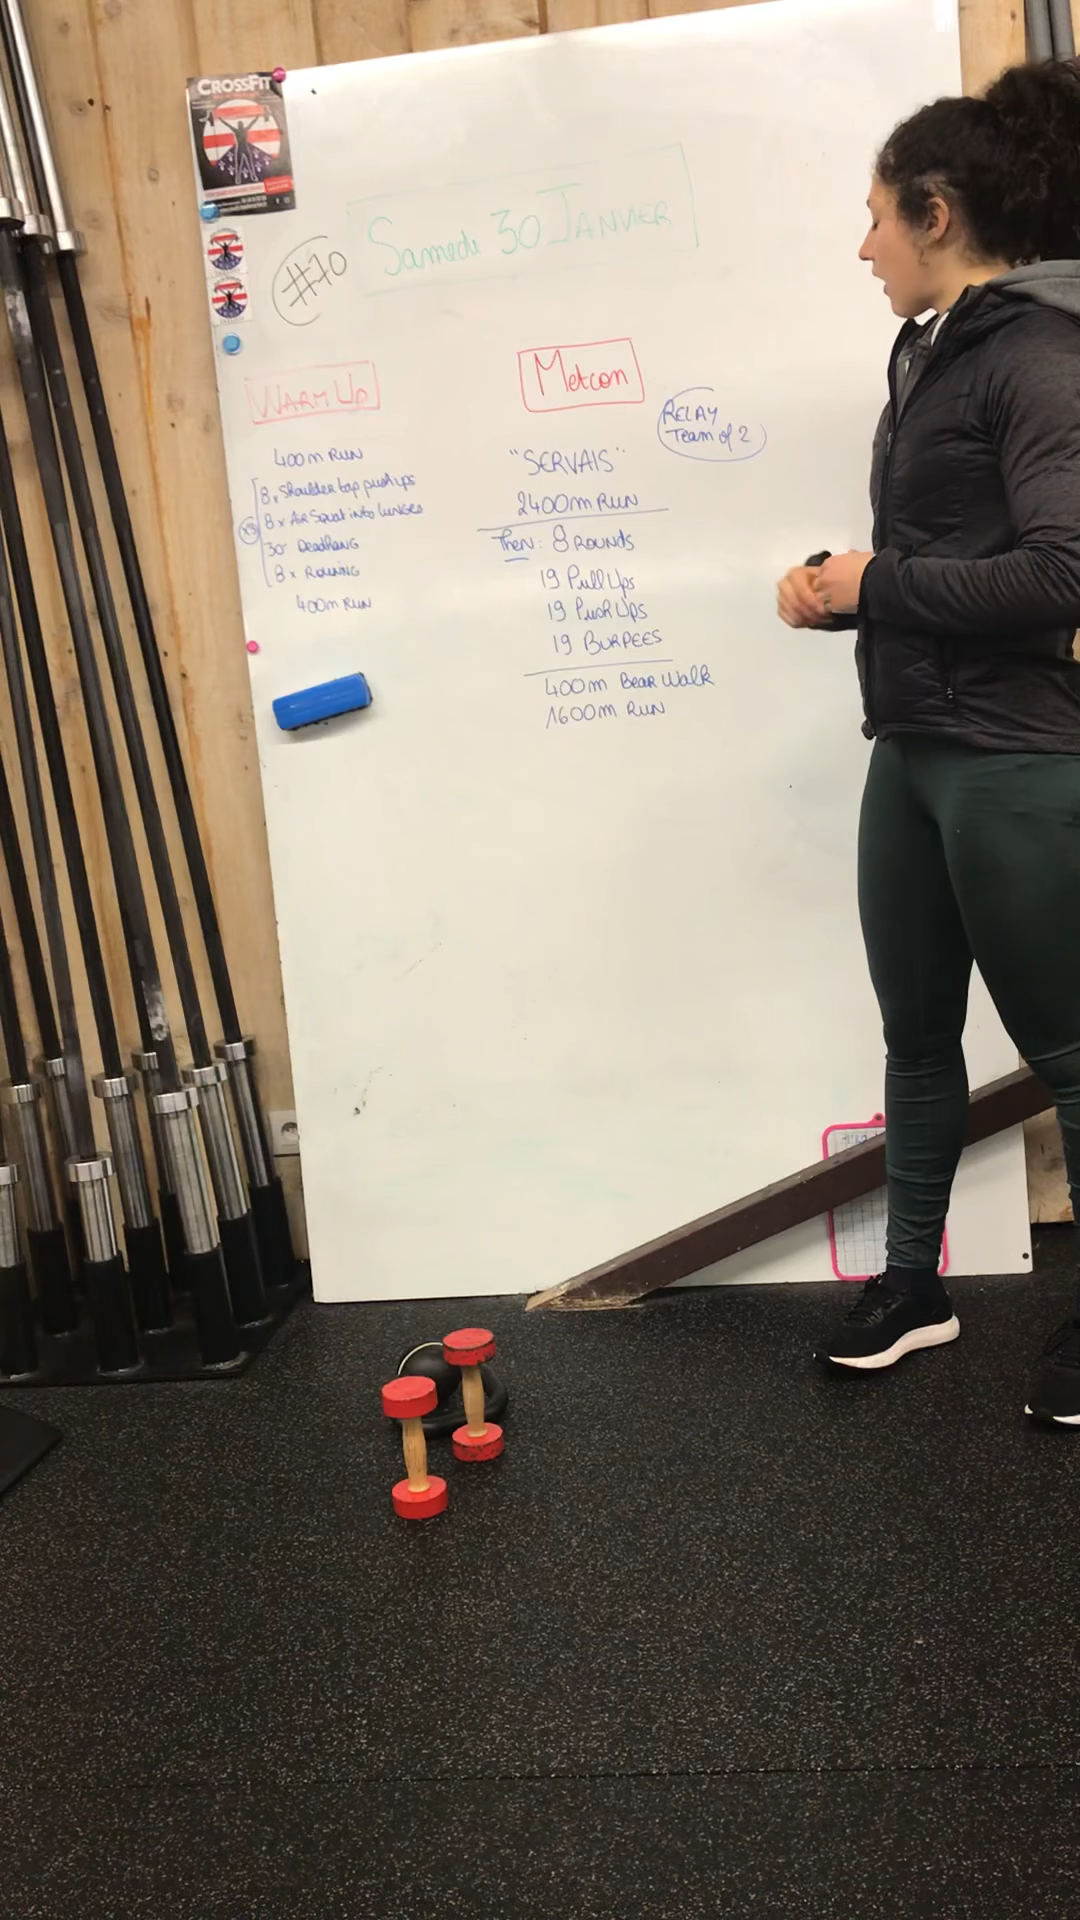 CROSSFIT
Samedi 30 JANVIER
#70
WARM UP
400m RUN
x3
8x Shoulder tap push ups
8x Air Squat into lunges
30" DeadHANG
8x ROWING
400m RUN
Metcon
RELAY
Team of 2
"SERVAIS"
2400m RUN
Then: 8 ROUNDS
19 Pull Ups
19 Push Ups
19 BURPEES
400m Bear Walk
1600m RUN